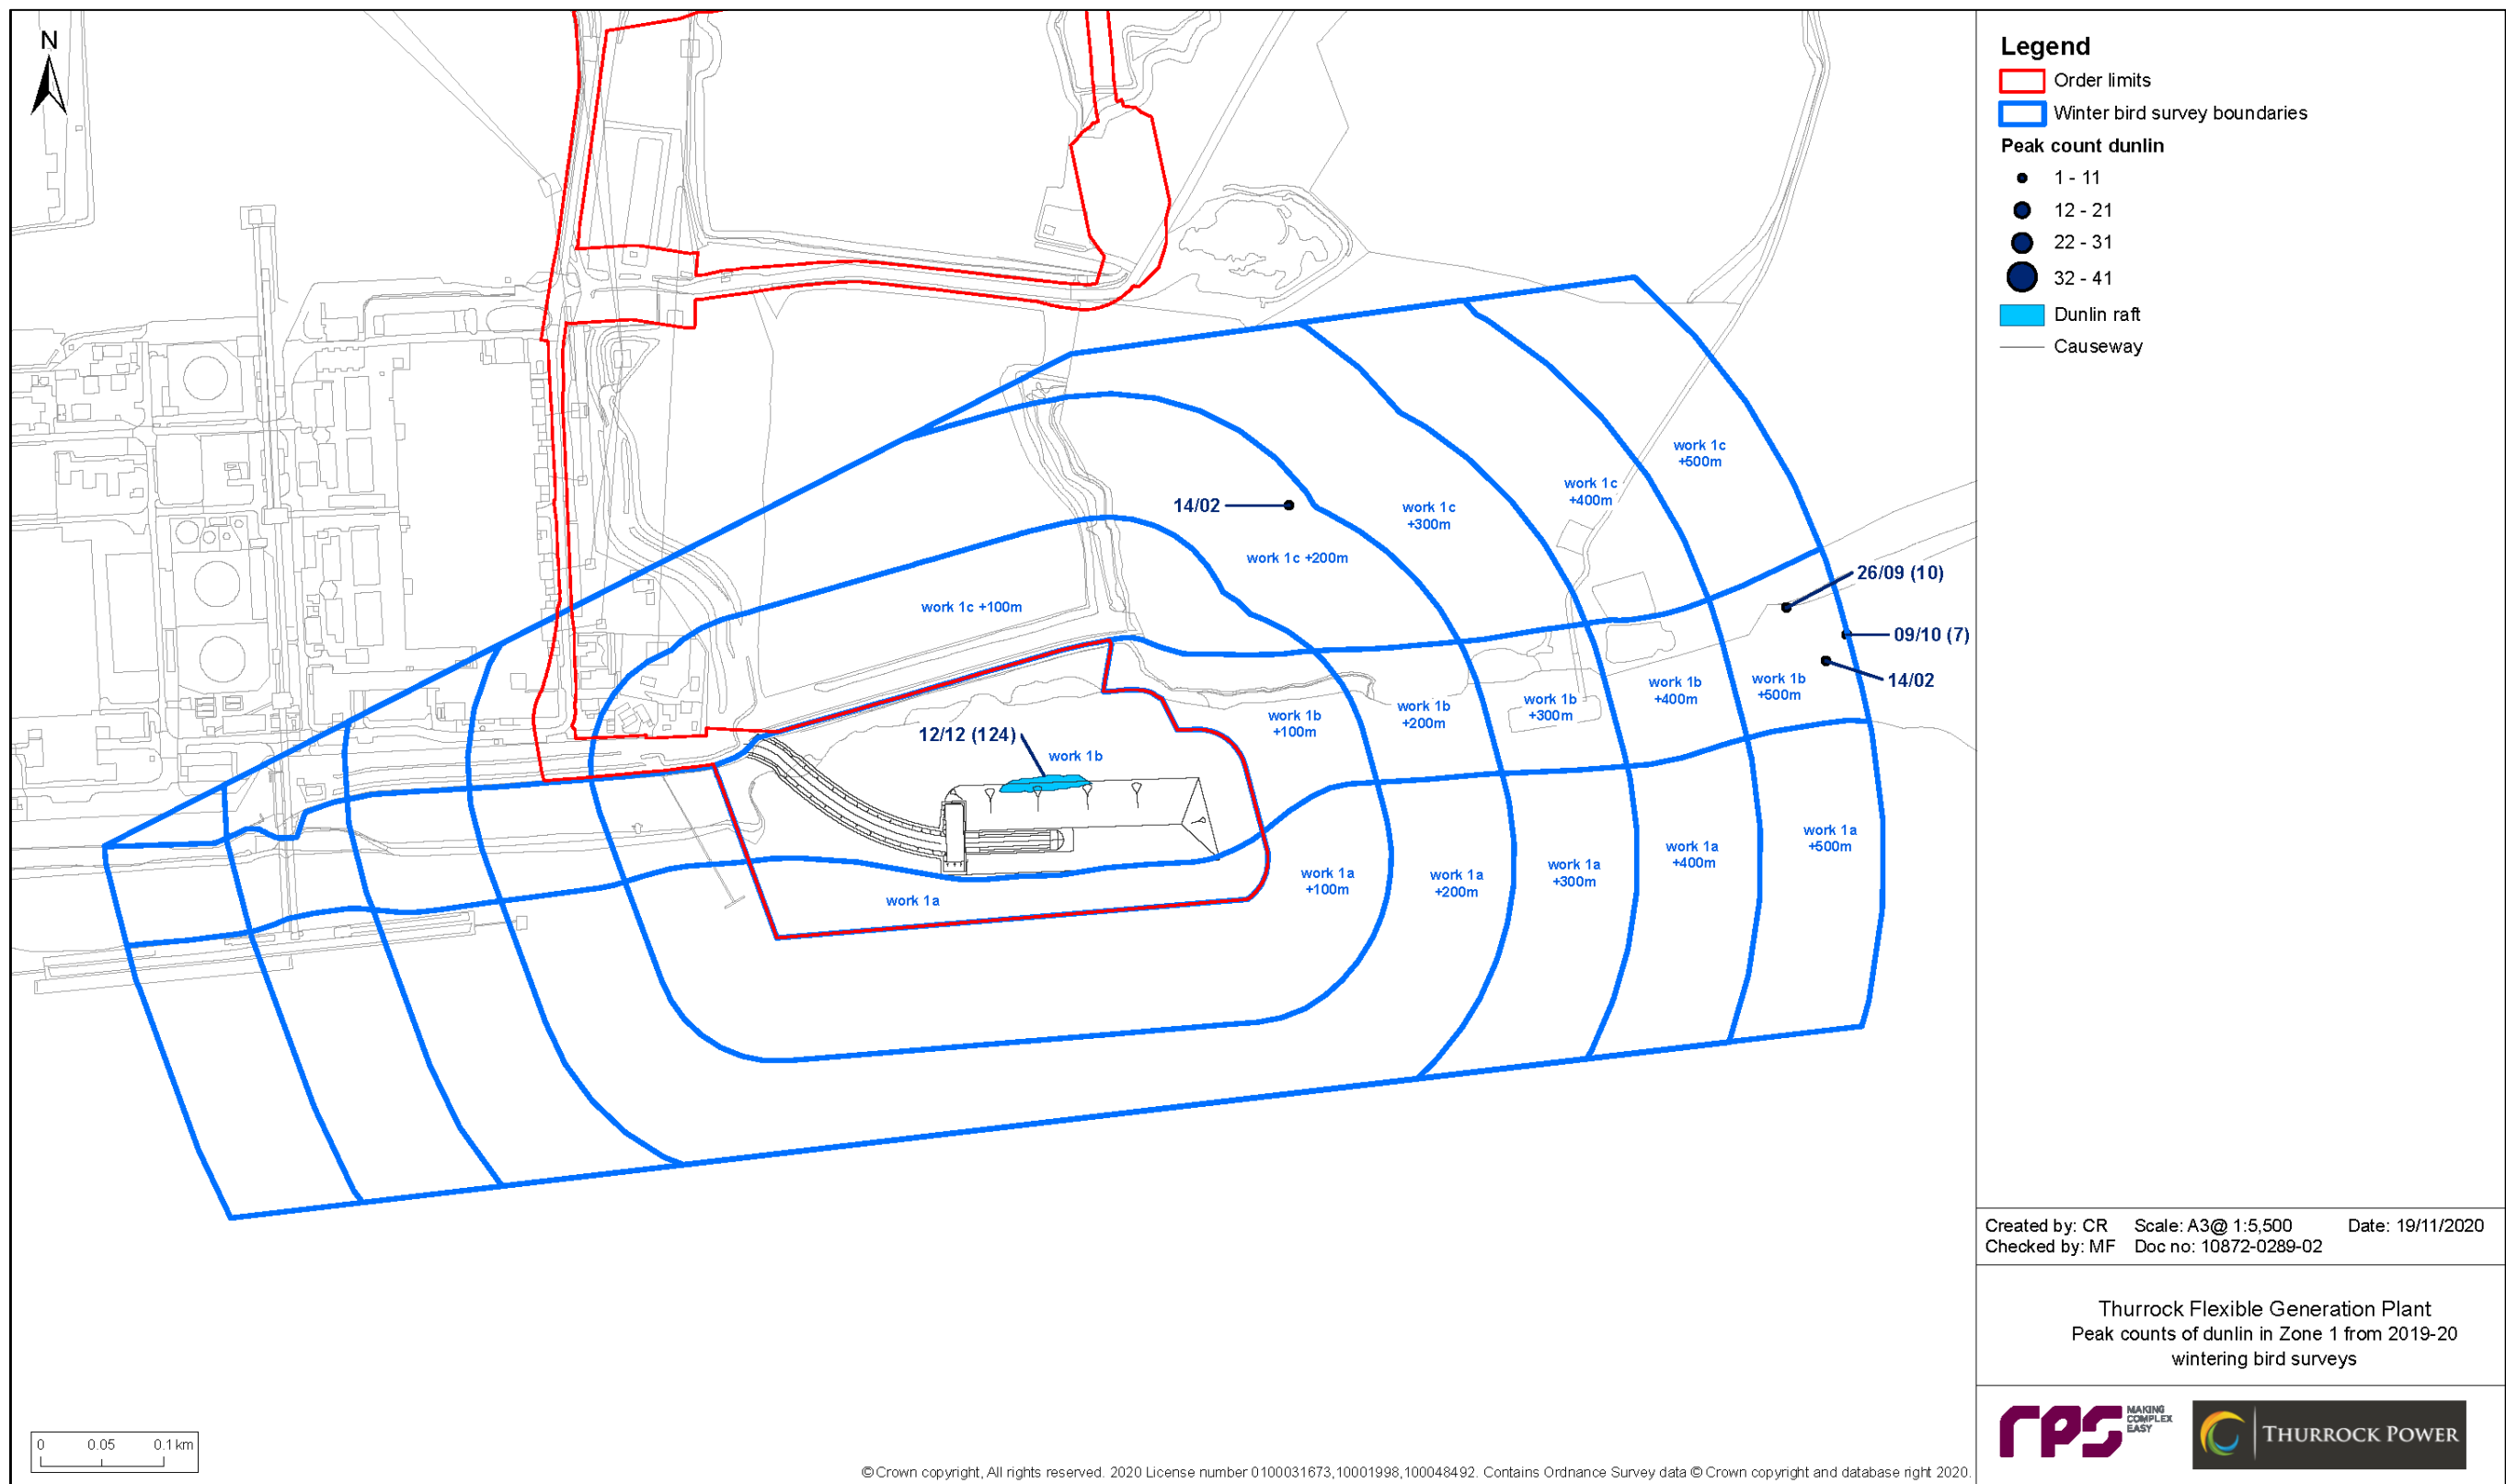 N
Legend
Order limits
Winter bird survey boundaries
Peak count dunlin
1 - 11
12 - 21
22 - 31
32 - 41
Dunlin raft
Causeway
work 1c
+500m
work 1c
+400m
work 1c
+300m
14/02
work 1c +200m
work 1c +100m
26/09 (10)
09/10 (7)
14/02
work 1b
+500m
work 1b
+400m
work 1b
+300m
work 1b
+200m
work 1b
+100m
12/12 (124)
work 1b
work 1a
+500m
work 1a
+400m
work 1a
+300m
work 1a
+200m
work 1a
+100m
work 1a
Created by: CR Scale: A3@ 1:5,500 Date: 19/11/2020
Checked by: MF Doc no: 10872-0289-02
Thurrock Flexible Generation Plant
Peak counts of dunlin in Zone 1 from 2019-20
wintering bird surveys
rps MAKING
COMPLEX
EASY
THURROCK POWER
0 0.05 0.1 km
© Crown copyright, All rights reserved. 2020 License number 0100031673,10001998,100048492. Contains Ordnance Survey data © Crown copyright and database right 2020.